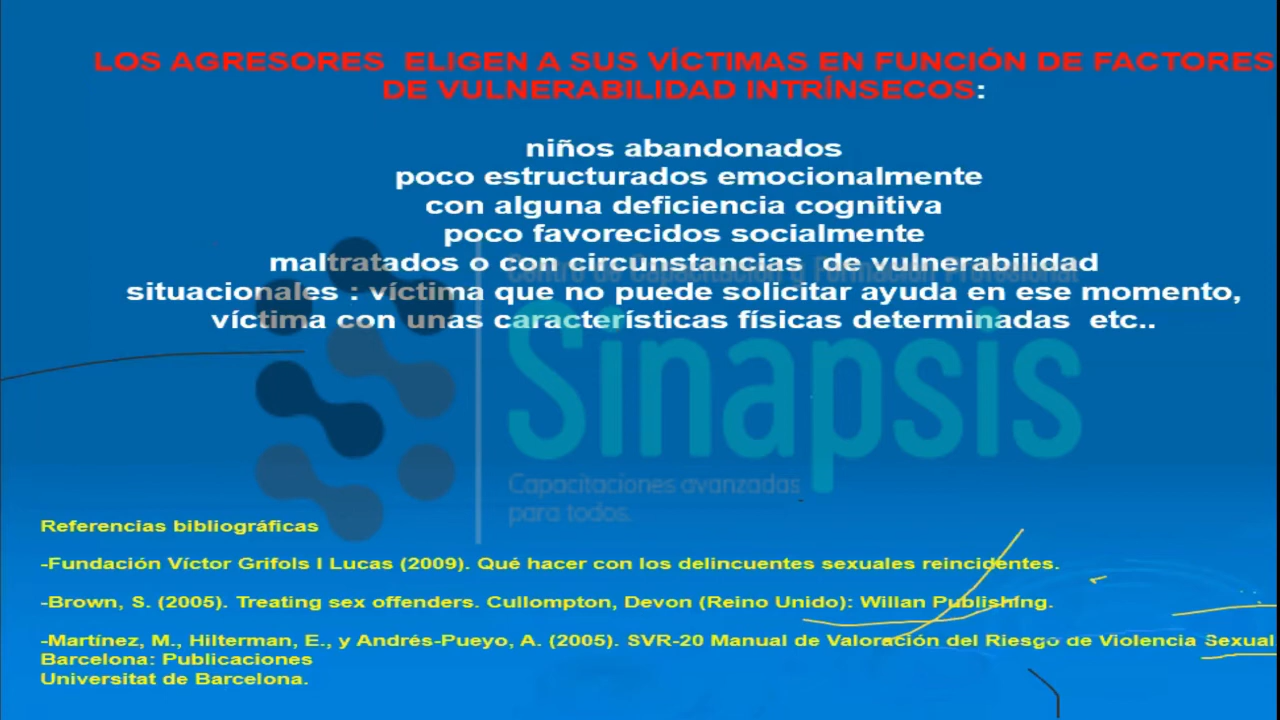 LOS AGRESORES ELIGEN A SUS VÍCTIMAS EN FUNCIÓN DE FACTORES
DE VULNERABILIDAD INTRÍNSECOS:
niños abandonados
poco estructurados emocionalmente
con alguna deficiencia cognitiva
poco favorecidos socialmente
maltratados o con circunstancias de vulnerabilidad
situacionales : víctima que no puede solicitar ayuda en ese momento,
víctima con unas características físicas determinadas etc..
Centro de Capacitación y Formación Profesional
Sinapsis
Capacitaciones avanzadas
para todos.
Referencias bibliográficas
-Fundación Víctor Grifols I Lucas (2009). Qué hacer con los delincuentes sexuales reincidentes.
-Brown, S. (2005). Treating sex offenders. Cullompton, Devon (Reino Unido): Willan Publishing.
-Martínez, M., Hilterman, E., y Andrés-Pueyo, A. (2005). SVR-20 Manual de Valoración del Riesgo de Violencia Sexual
Barcelona: Publicaciones
Universitat de Barcelona.